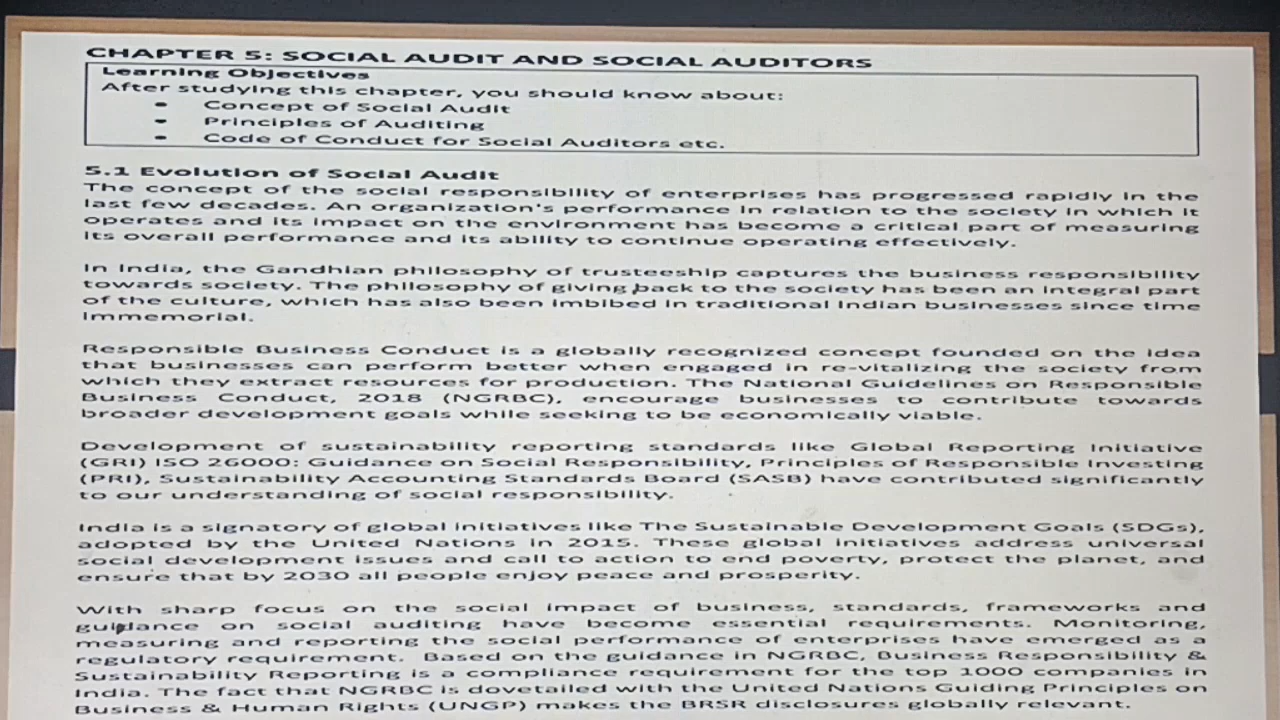 CHAPTER 5: SOCIAL AUDIT AND SOCIAL AUDITORS
Learning Objectives
After studying this chapter, you should know about:
• Concept of Social Audit
• Principles of Auditing
• Code of Conduct for Social Auditors etc.
5.1 Evolution of Social Audit
The concept of the social responsibility of enterprises has progressed rapidly in the
last few decades. An organization's performance in relation to the society in which it
operates and its impact on the environment has become a critical part of measuring
its overall performance and its ability to continue operating effectively.
In India, the Gandhian philosophy of trusteeship captures the business responsibility
towards society. The philosophy of giving back to the society has been an integral part
of the culture, which has also been imbibed in traditional Indian businesses since time
immemorial.
Responsible Business Conduct is a globally recognized concept founded on the idea
that businesses can perform better when engaged in re-vitalizing the society from
which they extract resources for production. The National Guidelines on Responsible
Business Conduct, 2018 (NGRBC), encourage businesses to contribute towards
broader development goals while seeking to be economically viable.
Development of sustainability reporting standards like Global Reporting Initiative
(GRI) ISO 26000: Guidance on Social Responsibility, Principles of Responsible Investing
(PRI), Sustainability Accounting Standards Board (SASB) have contributed significantly
to our understanding of social responsibility.
India is a signatory of global initiatives like The Sustainable Development Goals (SDGs),
adopted by the United Nations in 2015. These global initiatives address universal
social development issues and call to action to end poverty, protect the planet, and
ensure that by 2030 all people enjoy peace and prosperity.
With sharp focus on the social impact of business, standards, frameworks and
guidance on social auditing have become essential requirements. Monitoring,
measuring and reporting the social performance of enterprises have emerged as a
regulatory requirement. Based on the guidance in NGRBC, Business Responsibility &
Sustainability Reporting is a compliance requirement for the top 1000 companies in
India. The fact that NGRBC is dovetailed with the United Nations Guiding Principles on
Business & Human Rights (UNGP) makes the BRSR disclosures globally relevant.